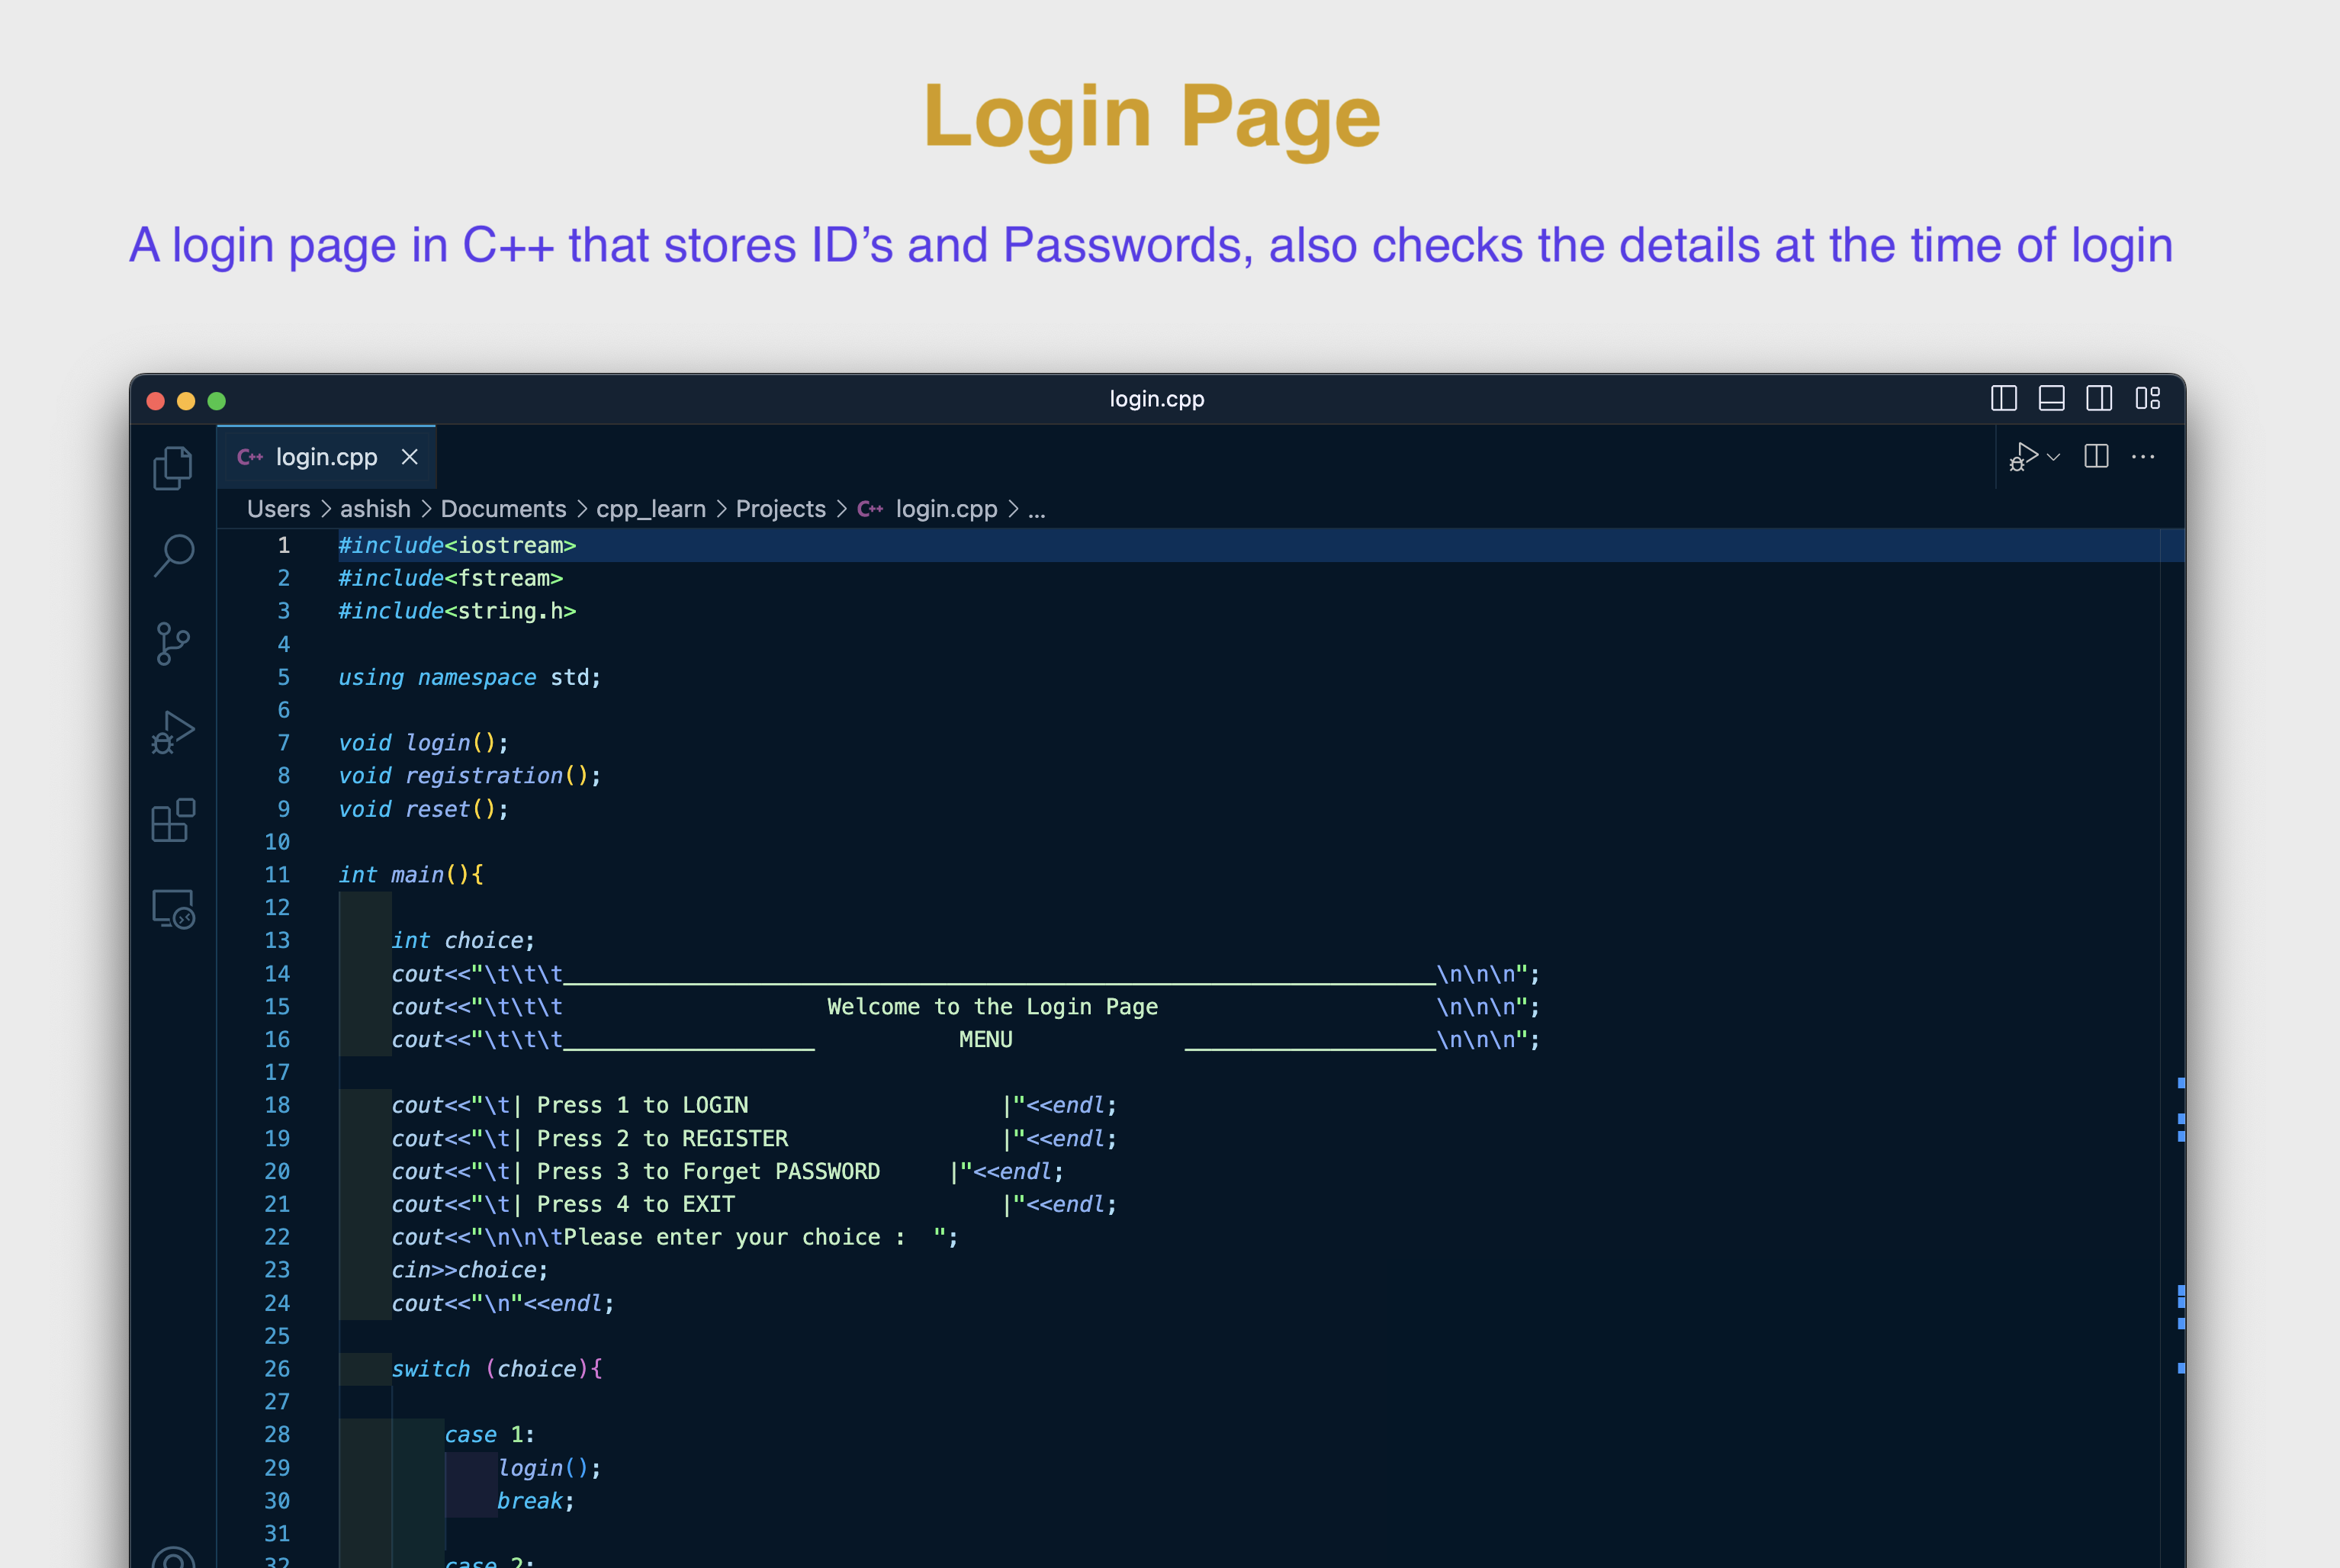 Login Page
A login page in C++ that stores ID’s and Passwords, also checks the details at the time of login
login.cpp
C++ login.cpp
Users > ashish > Documents > cpp_learn > Projects > C++ login.cpp > ...
1 #include<iostream>
2 #include<fstream>
3 #include<string.h>
4
5 using namespace std;
6
7 void login();
8 void registration();
9 void reset();
10
11 int main(){
12
13     int choice;
14     cout<<"\t\t\t__________________________________________________________________\n\n\n";
15     cout<<"\t\t\t                    Welcome to the Login Page                     \n\n\n";
16     cout<<"\t\t\t___________________           MENU             ___________________\n\n\n";
17
18     cout<<"\t| Press 1 to LOGIN                   |"<<endl;
19     cout<<"\t| Press 2 to REGISTER                |"<<endl;
20     cout<<"\t| Press 3 to Forget PASSWORD     |"<<endl;
21     cout<<"\t| Press 4 to EXIT                    |"<<endl;
22     cout<<"\n\n\tPlease enter your choice :  ";
23     cin>>choice;
24     cout<<"\n"<<endl;
25
26     switch (choice){
27
28         case 1:
29             login();
30             break;
31
32         case 2: